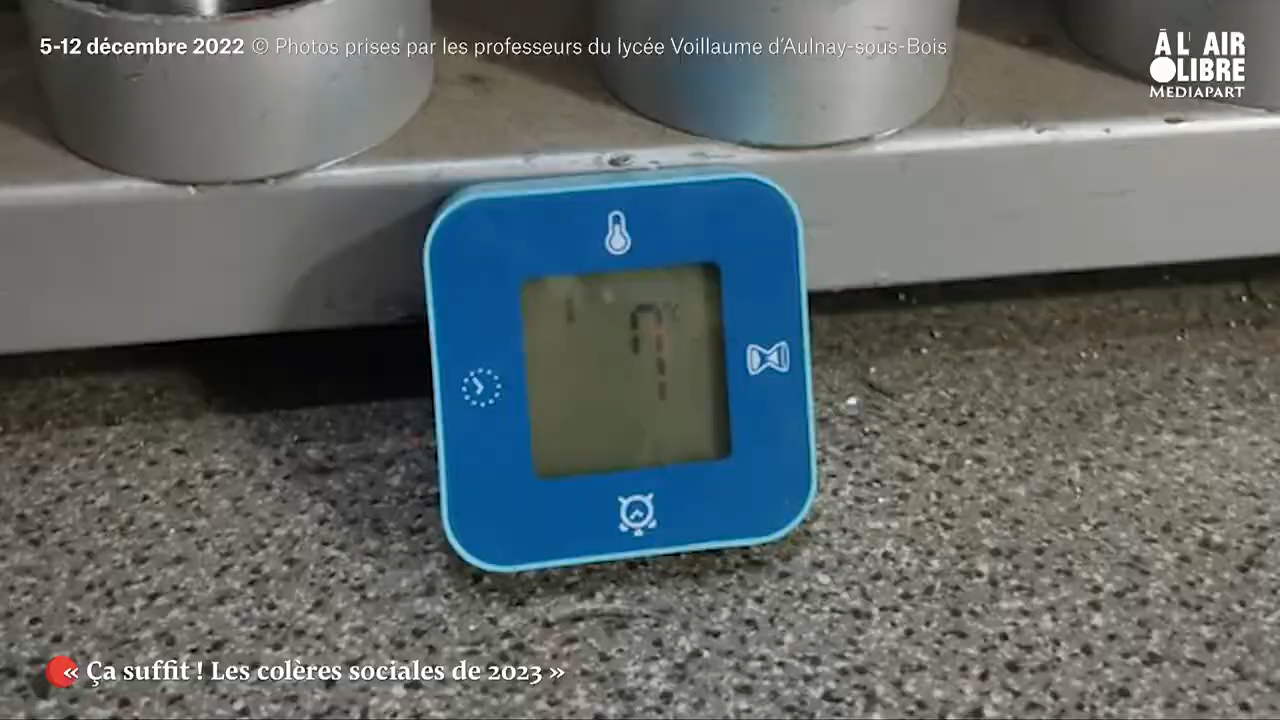 5-12 décembre 2022 © Photos prises par les professeurs du lycée Voillaume d'Aulnay-sous-Bois
À L' AIR
LIBRE
MEDIAPART
« Ça suffit ! Les colères sociales de 2023 »